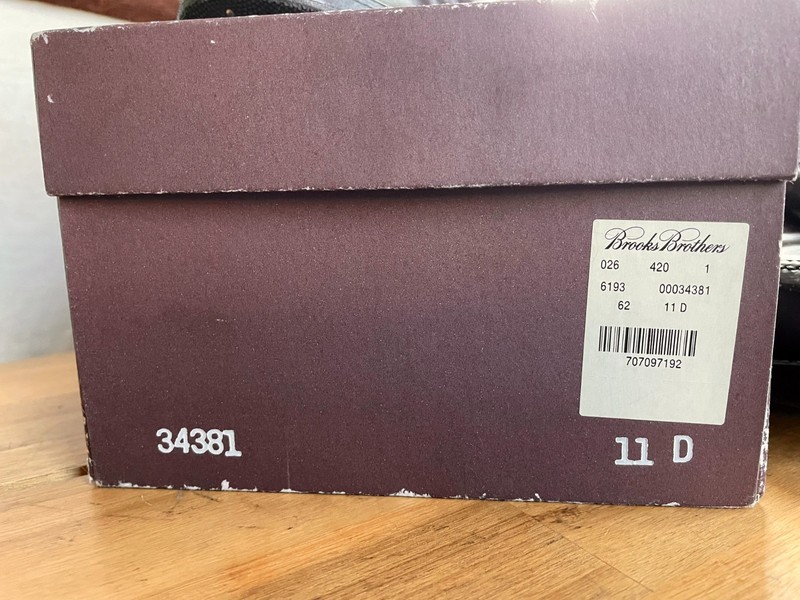 Brooks Brothers
026 420 1
6193 00034381
62 11 D
707097192
34381 11 D